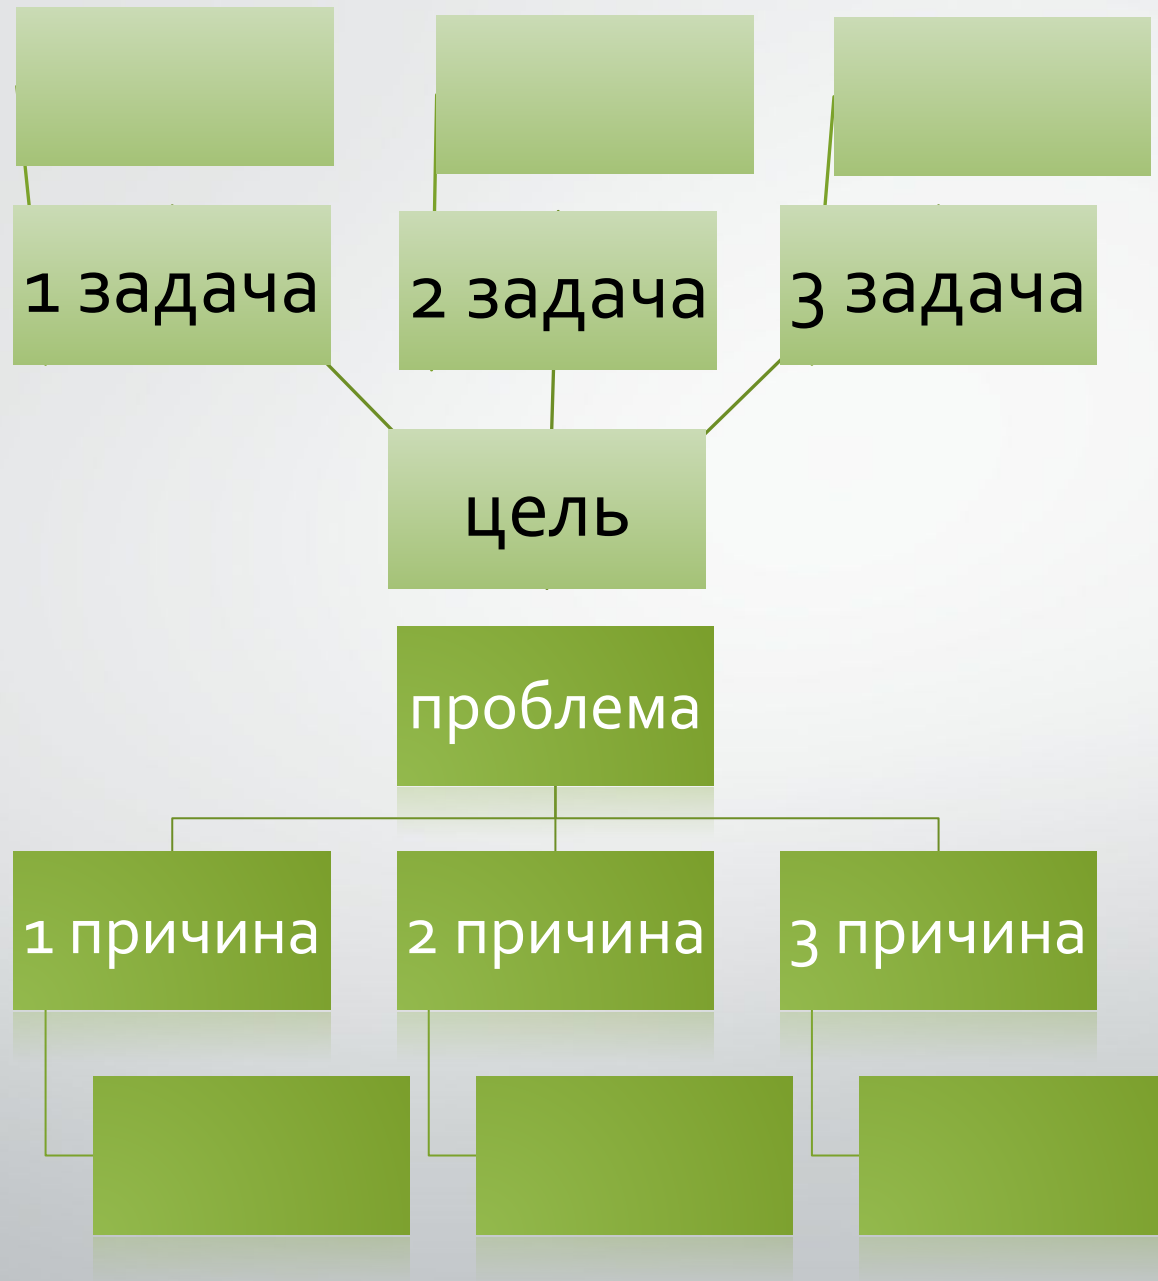 1 задача
2 задача
3 задача
цель
проблема
1 причина
2 причина
3 причина